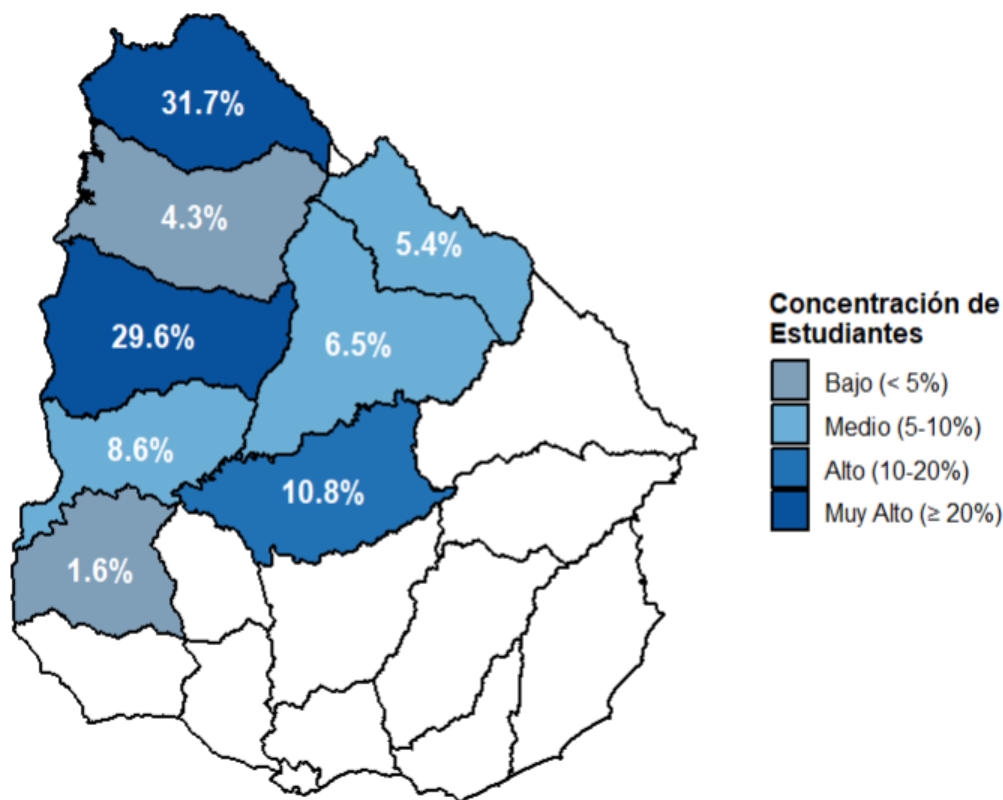 31.7%
4.3%
5.4%
29.6%
6.5%
8.6%
10.8%
1.6%
Concentración de
Estudiantes
Bajo (< 5%)
Medio (5-10%)
Alto (10-20%)
Muy Alto (≥ 20%)